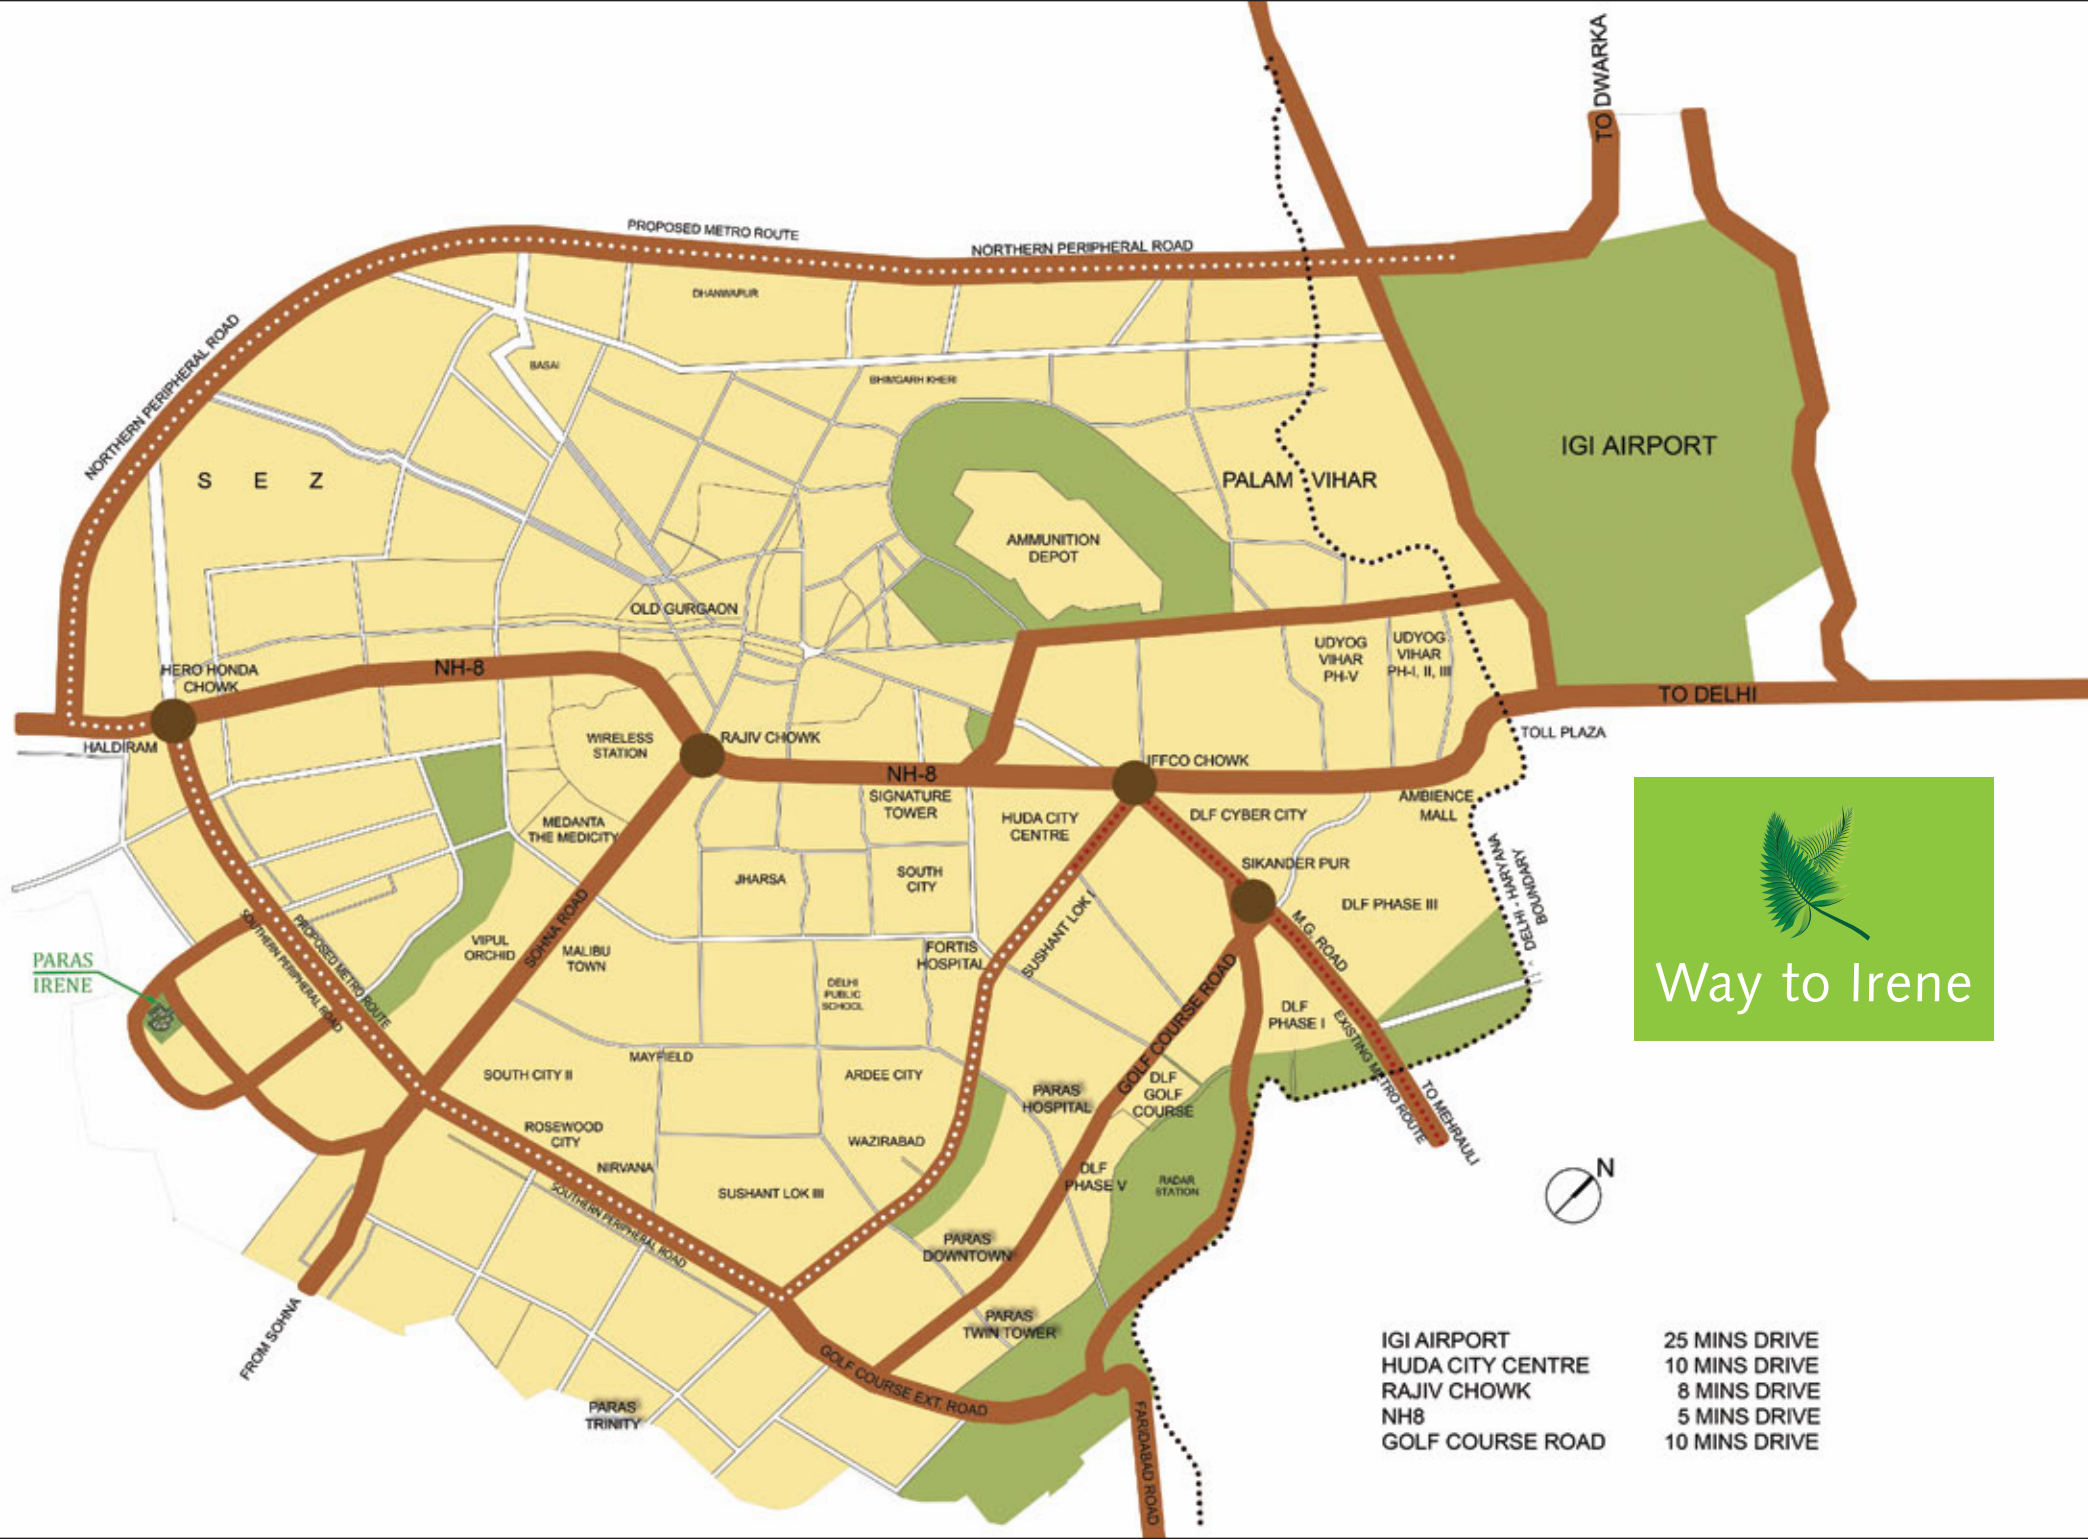 TO DWARKA
PROPOSED METRO ROUTE
NORTHERN PERIPHERAL ROAD
DHANWAPUR
NORTHERN PERIPHERAL ROAD
BASAI
BHIMGARH KHERI
S E Z
PALAM VIHAR
IGI AIRPORT
AMMUNITION
DEPOT
OLD GURGAON
UDYOG
VIHAR
PH-V
UDYOG
VIHAR
PH-I, II, III
HERO HONDA
CHOWK
NH-8
TO DELHI
TOLL PLAZA
HALDIRAM
WIRELESS
STATION
RAJIV CHOWK
NH-8
IFFCO CHOWK
SIGNATURE
TOWER
HUDA CITY
CENTRE
DLF CYBER CITY
AMBIENCE
MALL
MEDANTA
THE MEDICITY
SIKANDER PUR
DELHI - HARYANA
BOUNDARY
JHARSA
SOUTH
CITY
DLF PHASE III
SUSHANT LOK I
M.G. ROAD
SOHNA ROAD
VIPUL
ORCHID
MALIBU
TOWN
FORTIS
HOSPITAL
PARAS
IRENE
SOUTHERN PERIPHERAL ROAD
PROPOSED METRO ROUTE
DELHI
PUBLIC
SCHOOL
GOLF COURSE ROAD
DLF
PHASE I
EXISTING METRO ROUTE
Way to Irene
MAYFIELD
SOUTH CITY II
ARDEE CITY
PARAS
HOSPITAL
DLF
GOLF
COURSE
TO MEHRAULI
ROSEWOOD
CITY
WAZIRABAD
NIRVANA
DLF
PHASE V
RADAR
STATION
N
SUSHANT LOK III
SOUTHERN PERIPHERAL ROAD
PARAS
DOWNTOWN
PARAS
TWIN TOWER
FROM SOHNA
GOLF COURSE EXT. ROAD
PARAS
TRINITY
FARIDABAD ROAD
IGI AIRPORT 25 MINS DRIVE
HUDA CITY CENTRE 10 MINS DRIVE
RAJIV CHOWK 8 MINS DRIVE
NH8 5 MINS DRIVE
GOLF COURSE ROAD 10 MINS DRIVE